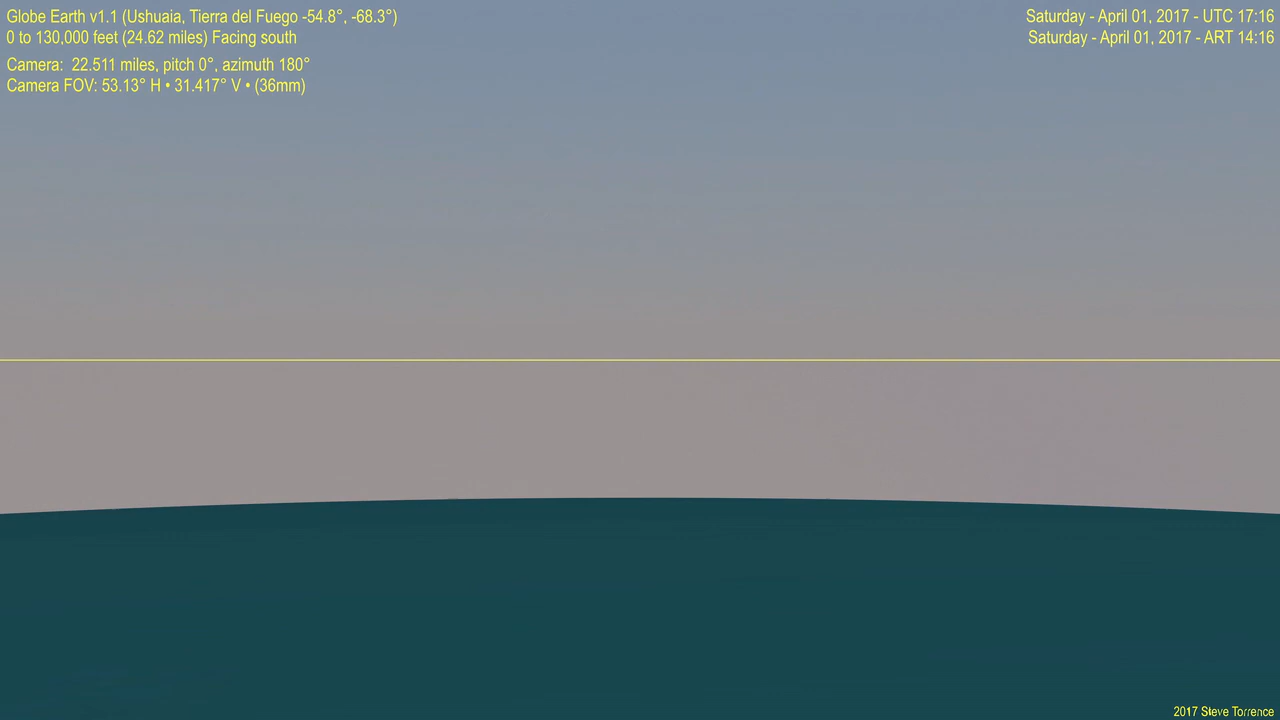 Globe Earth v1.1 (Ushuaia, Tierra del Fuego -54.8°, -68.3°)
0 to 130,000 feet (24.62 miles) Facing south
Camera: 22.511 miles, pitch 0°, azimuth 180°
Camera FOV: 53.13° H • 31.417° V • (36mm)
Saturday - April 01, 2017 - UTC 17:16
Saturday - April 01, 2017 - ART 14:16
2017 Steve Torrence